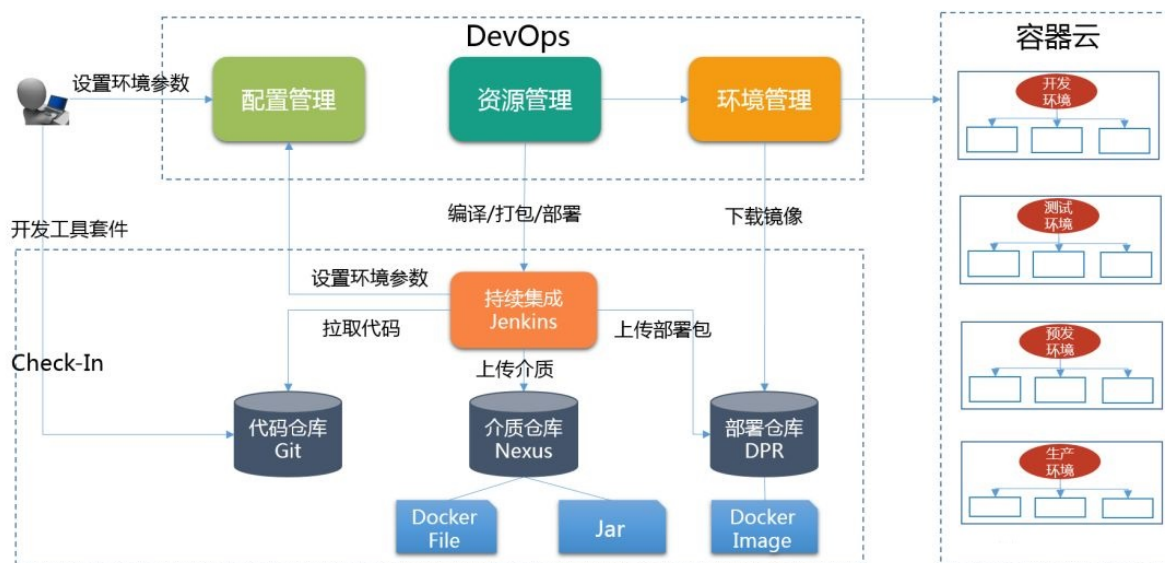 DevOps
容器云
设置环境参数
配置管理
资源管理
环境管理
开发
环境
开发工具套件
编译/打包/部署
下载镜像
测试
环境
设置环境参数
持续集成
Jenkins
拉取代码
上传部署包
Check-In
上传介质
预发
环境
代码仓库
Git
介质仓库
Nexus
部署仓库
DPR
生产
环境
Docker
File
Jar
Docker
Image